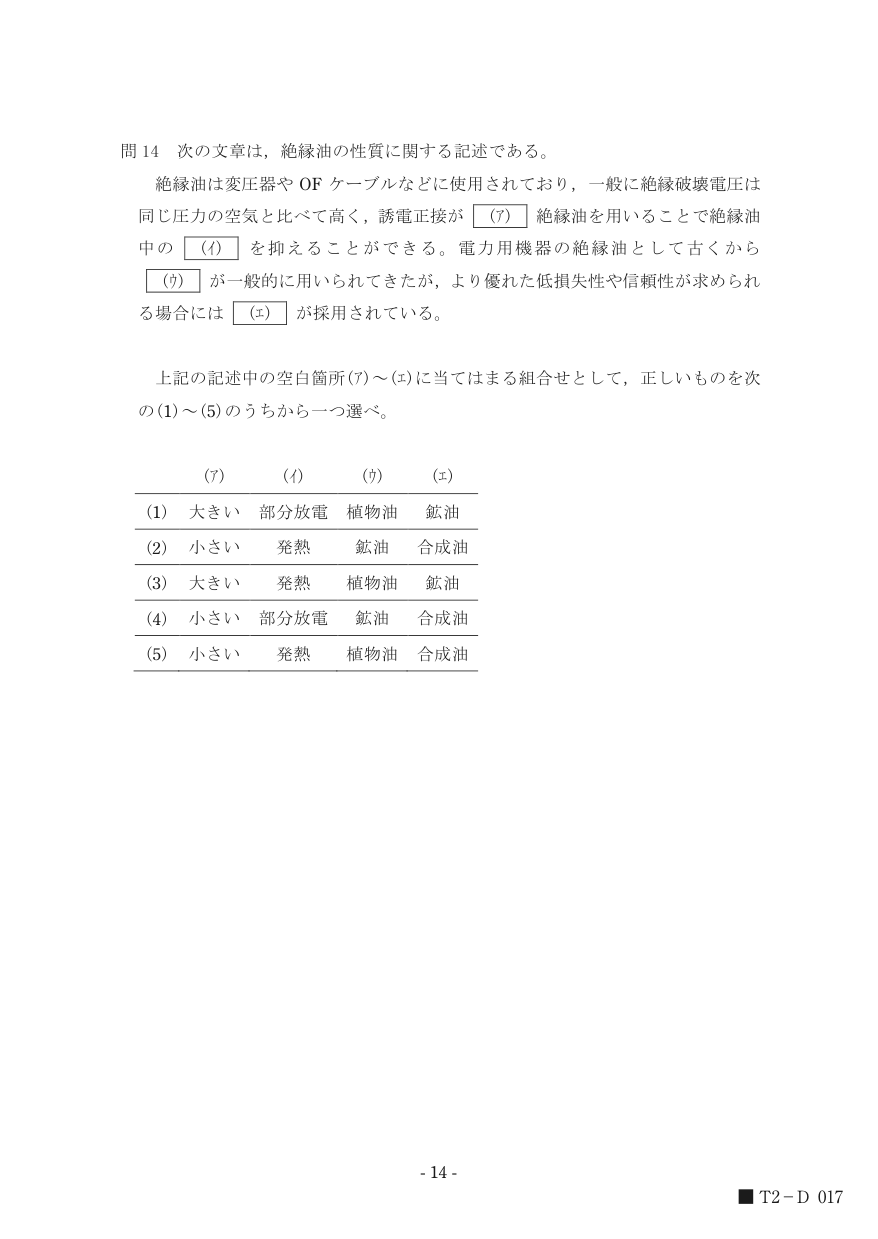 問 14　次の文章は，絶縁油の性質に関する記述である。
絶縁油は変圧器や OF ケーブルなどに使用されており，一般に絶縁破壊電圧は
同じ圧力の空気と比べて高く，誘電正接が (ア) 絶縁油を用いることで絶縁油
中の (イ) を抑えることができる。電力用機器の絶縁油として古くから
(ウ) が一般的に用いられてきたが，より優れた低損失性や信頼性が求められ
る場合には (エ) が採用されている。
上記の記述中の空白箇所(ア)～(エ)に当てはまる組合せとして，正しいものを次
の(1)～(5)のうちから一つ選べ。
(ア) (イ) (ウ) (エ)
(1) 大きい 部分放電 植物油 鉱油
(2) 小さい 発熱 鉱油 合成油
(3) 大きい 発熱 植物油 鉱油
(4) 小さい 部分放電 鉱油 合成油
(5) 小さい 発熱 植物油 合成油
- 14 -
■ T2－D 017